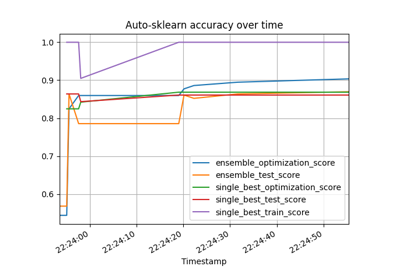 Auto-sklearn accuracy over time
1.0
0.9
0.8
0.7
0.6
ensemble_optimization_score
ensemble_test_score
single_best_optimization_score
single_best_test_score
single_best_train_score
22:24:00
22:24:10
22:24:20
22:24:30
22:24:40
22:24:50
Timestamp